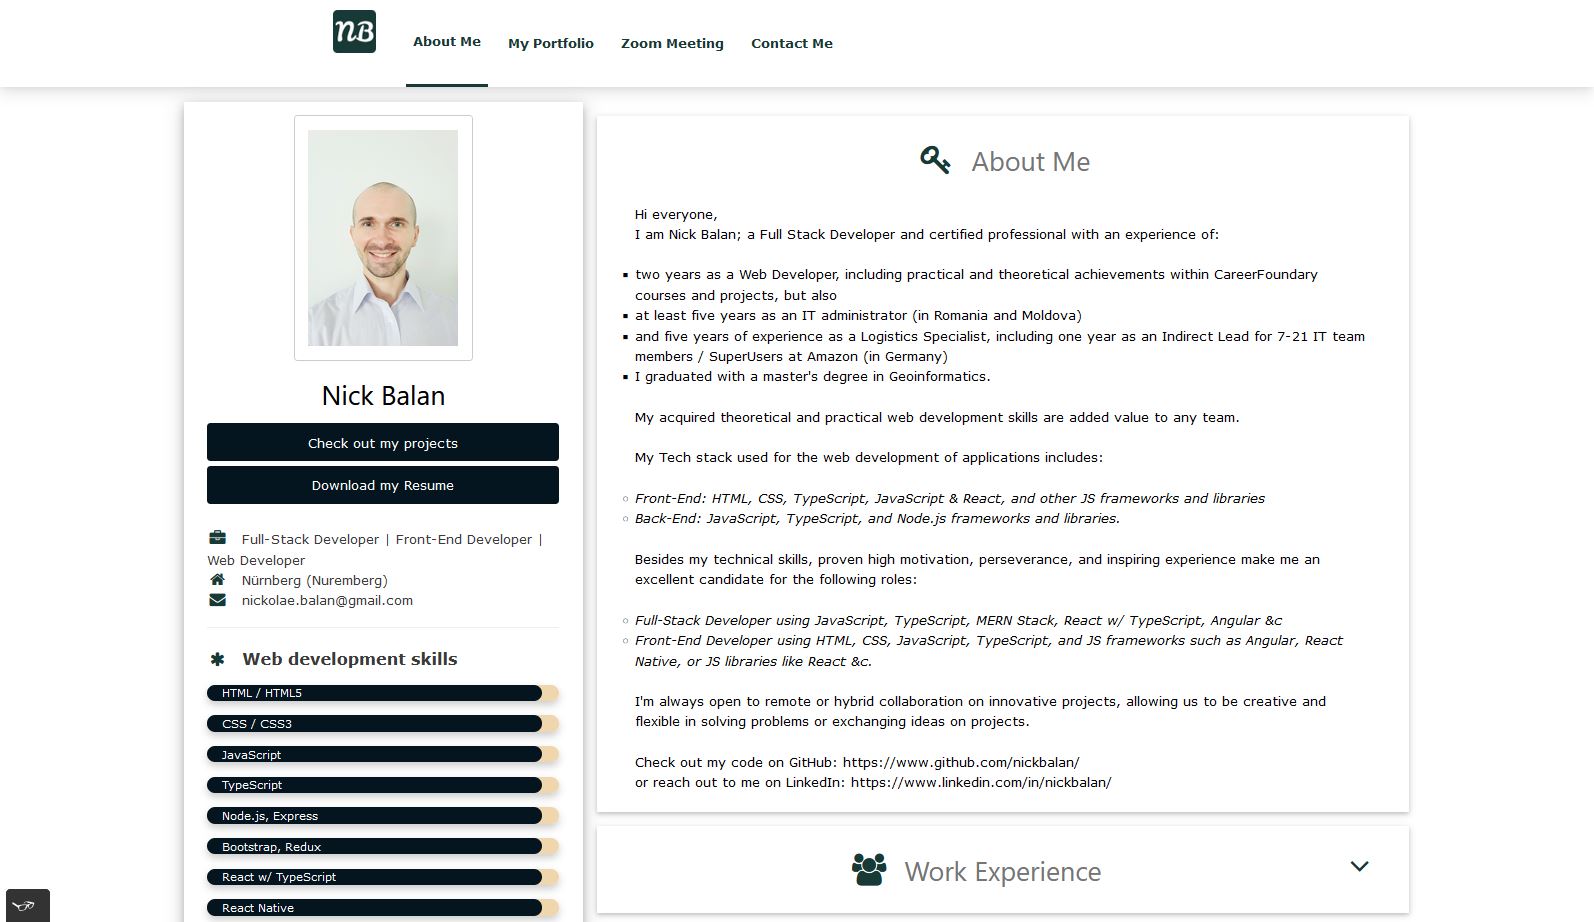 NB
About Me
My Portfolio
Zoom Meeting
Contact Me
Nick Balan
Check out my projects
Download my Resume
Full-Stack Developer | Front-End Developer |
Web Developer
Nürnberg (Nuremberg)
nickolae.balan@gmail.com
Web development skills
HTML / HTML5
CSS / CSS3
JavaScript
TypeScript
Node.js, Express
Bootstrap, Redux
React w/ TypeScript
React Native
About Me
Hi everyone,
I am Nick Balan; a Full Stack Developer and certified professional with an experience of:
two years as a Web Developer, including practical and theoretical achievements within CareerFoundary
courses and projects, but also
at least five years as an IT administrator (in Romania and Moldova)
and five years of experience as a Logistics Specialist, including one year as an Indirect Lead for 7-21 IT team
members / SuperUsers at Amazon (in Germany)
I graduated with a master's degree in Geoinformatics.
My acquired theoretical and practical web development skills are added value to any team.
My Tech stack used for the web development of applications includes:
Front-End: HTML, CSS, TypeScript, JavaScript & React, and other JS frameworks and libraries
Back-End: JavaScript, TypeScript, and Node.js frameworks and libraries.
Besides my technical skills, proven high motivation, perseverance, and inspiring experience make me an
excellent candidate for the following roles:
Full-Stack Developer using JavaScript, TypeScript, MERN Stack, React w/ TypeScript, Angular &c
Front-End Developer using HTML, CSS, JavaScript, TypeScript, and JS frameworks such as Angular, React
Native, or JS libraries like React &c.
I'm always open to remote or hybrid collaboration on innovative projects, allowing us to be creative and
flexible in solving problems or exchanging ideas on projects.
Check out my code on GitHub: https://www.github.com/nickbalan/
or reach out to me on LinkedIn: https://www.linkedin.com/in/nickbalan/
Work Experience